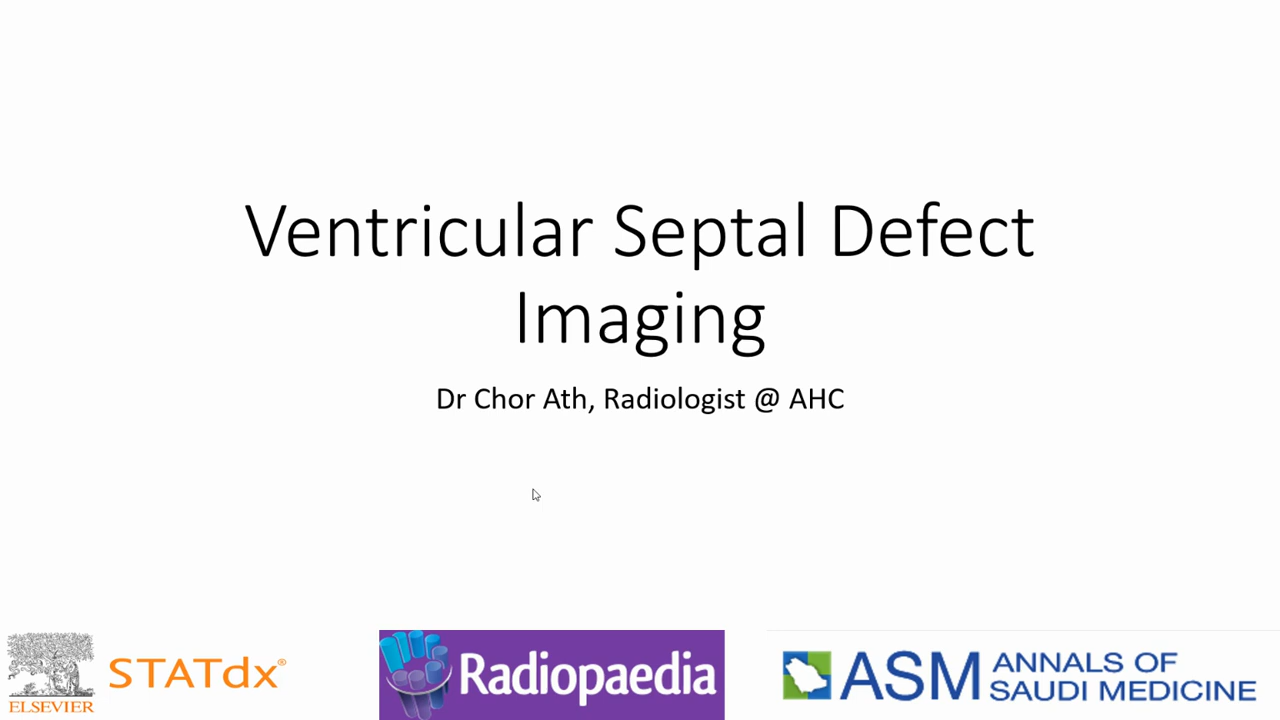 Ventricular Septal Defect
Imaging
Dr Chor Ath, Radiologist @ AHC
ELSEVIER
STATdx®
Radiopaedia
ASM ANNALS OF
SAUDI MEDICINE